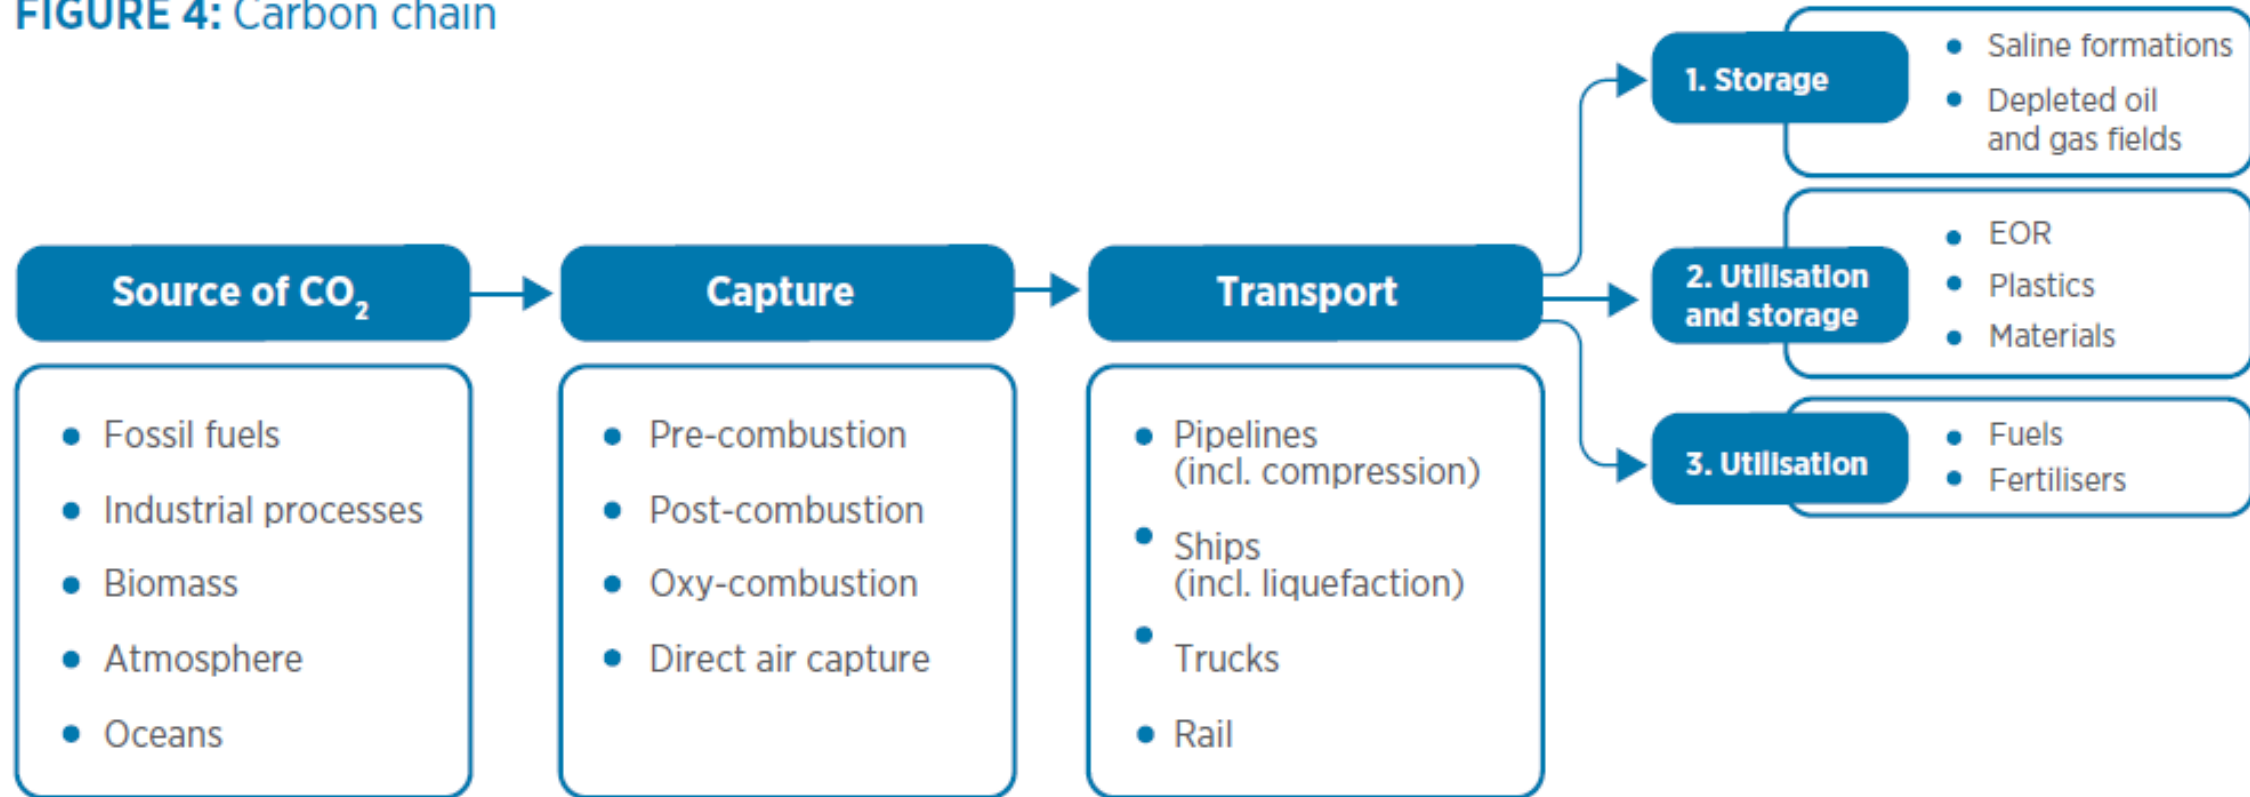 FIGURE 4: Carbon chain
Source of CO₂
Fossil fuels
Industrial processes
Biomass
Atmosphere
Oceans
Capture
Pre-combustion
Post-combustion
Oxy-combustion
Direct air capture
Transport
Pipelines
(incl. compression)
Ships
(incl. liquefaction)
Trucks
Rail
1. Storage
Saline formations
Depleted oil
and gas fields
2. Utilisation
and storage
EOR
Plastics
Materials
3. Utilisation
Fuels
Fertilisers